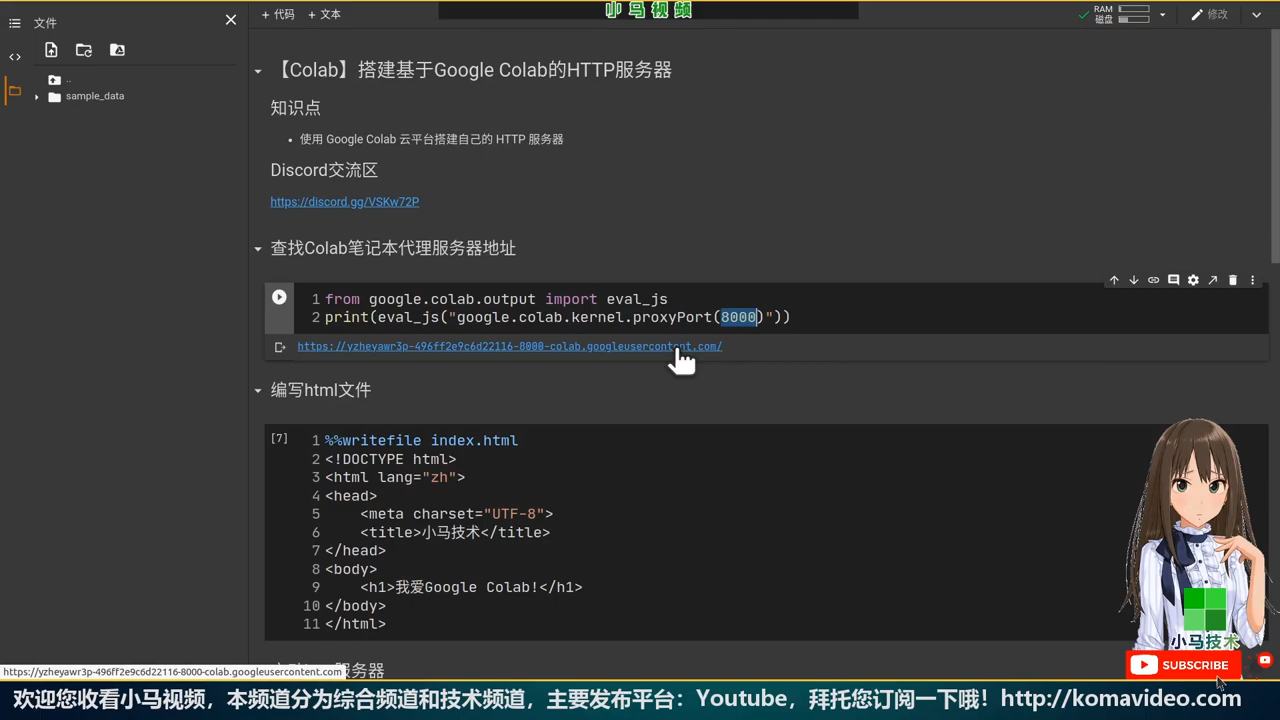 小马视频
文件
+ 代码 + 文本
RAM
磁盘
修改
..
sample_data
【Colab】搭建基于Google Colab的HTTP服务器
知识点
• 使用 Google Colab 云平台搭建自己的 HTTP 服务器
Discord交流区
https://discord.gg/VSKw72P
查找Colab笔记本代理服务器地址
1 from google.colab.output import eval_js
2 print(eval_js("google.colab.kernel.proxyPort(8000)"))
https://yzheyawr3p-496ff2e9c6d22116-8000-colab.googleusercontent.com/
编写html文件
[7]
1 %%writefile index.html
2 <!DOCTYPE html>
3 <html lang="zh">
4 <head>
5 <meta charset="UTF-8">
6 <title>小马技术</title>
7 </head>
8 <body>
9 <h1>我爱Google Colab!</h1>
10 </body>
11 </html>
小马技术
SUBSCRIBE
https://yzheyawr3p-496ff2e9c6d22116-8000-colab.googleusercontent.com
服务器
欢迎您收看小马视频，本频道分为综合频道和技术频道，主要发布平台：Youtube，拜托您订阅一下哦！http://komavideo.com